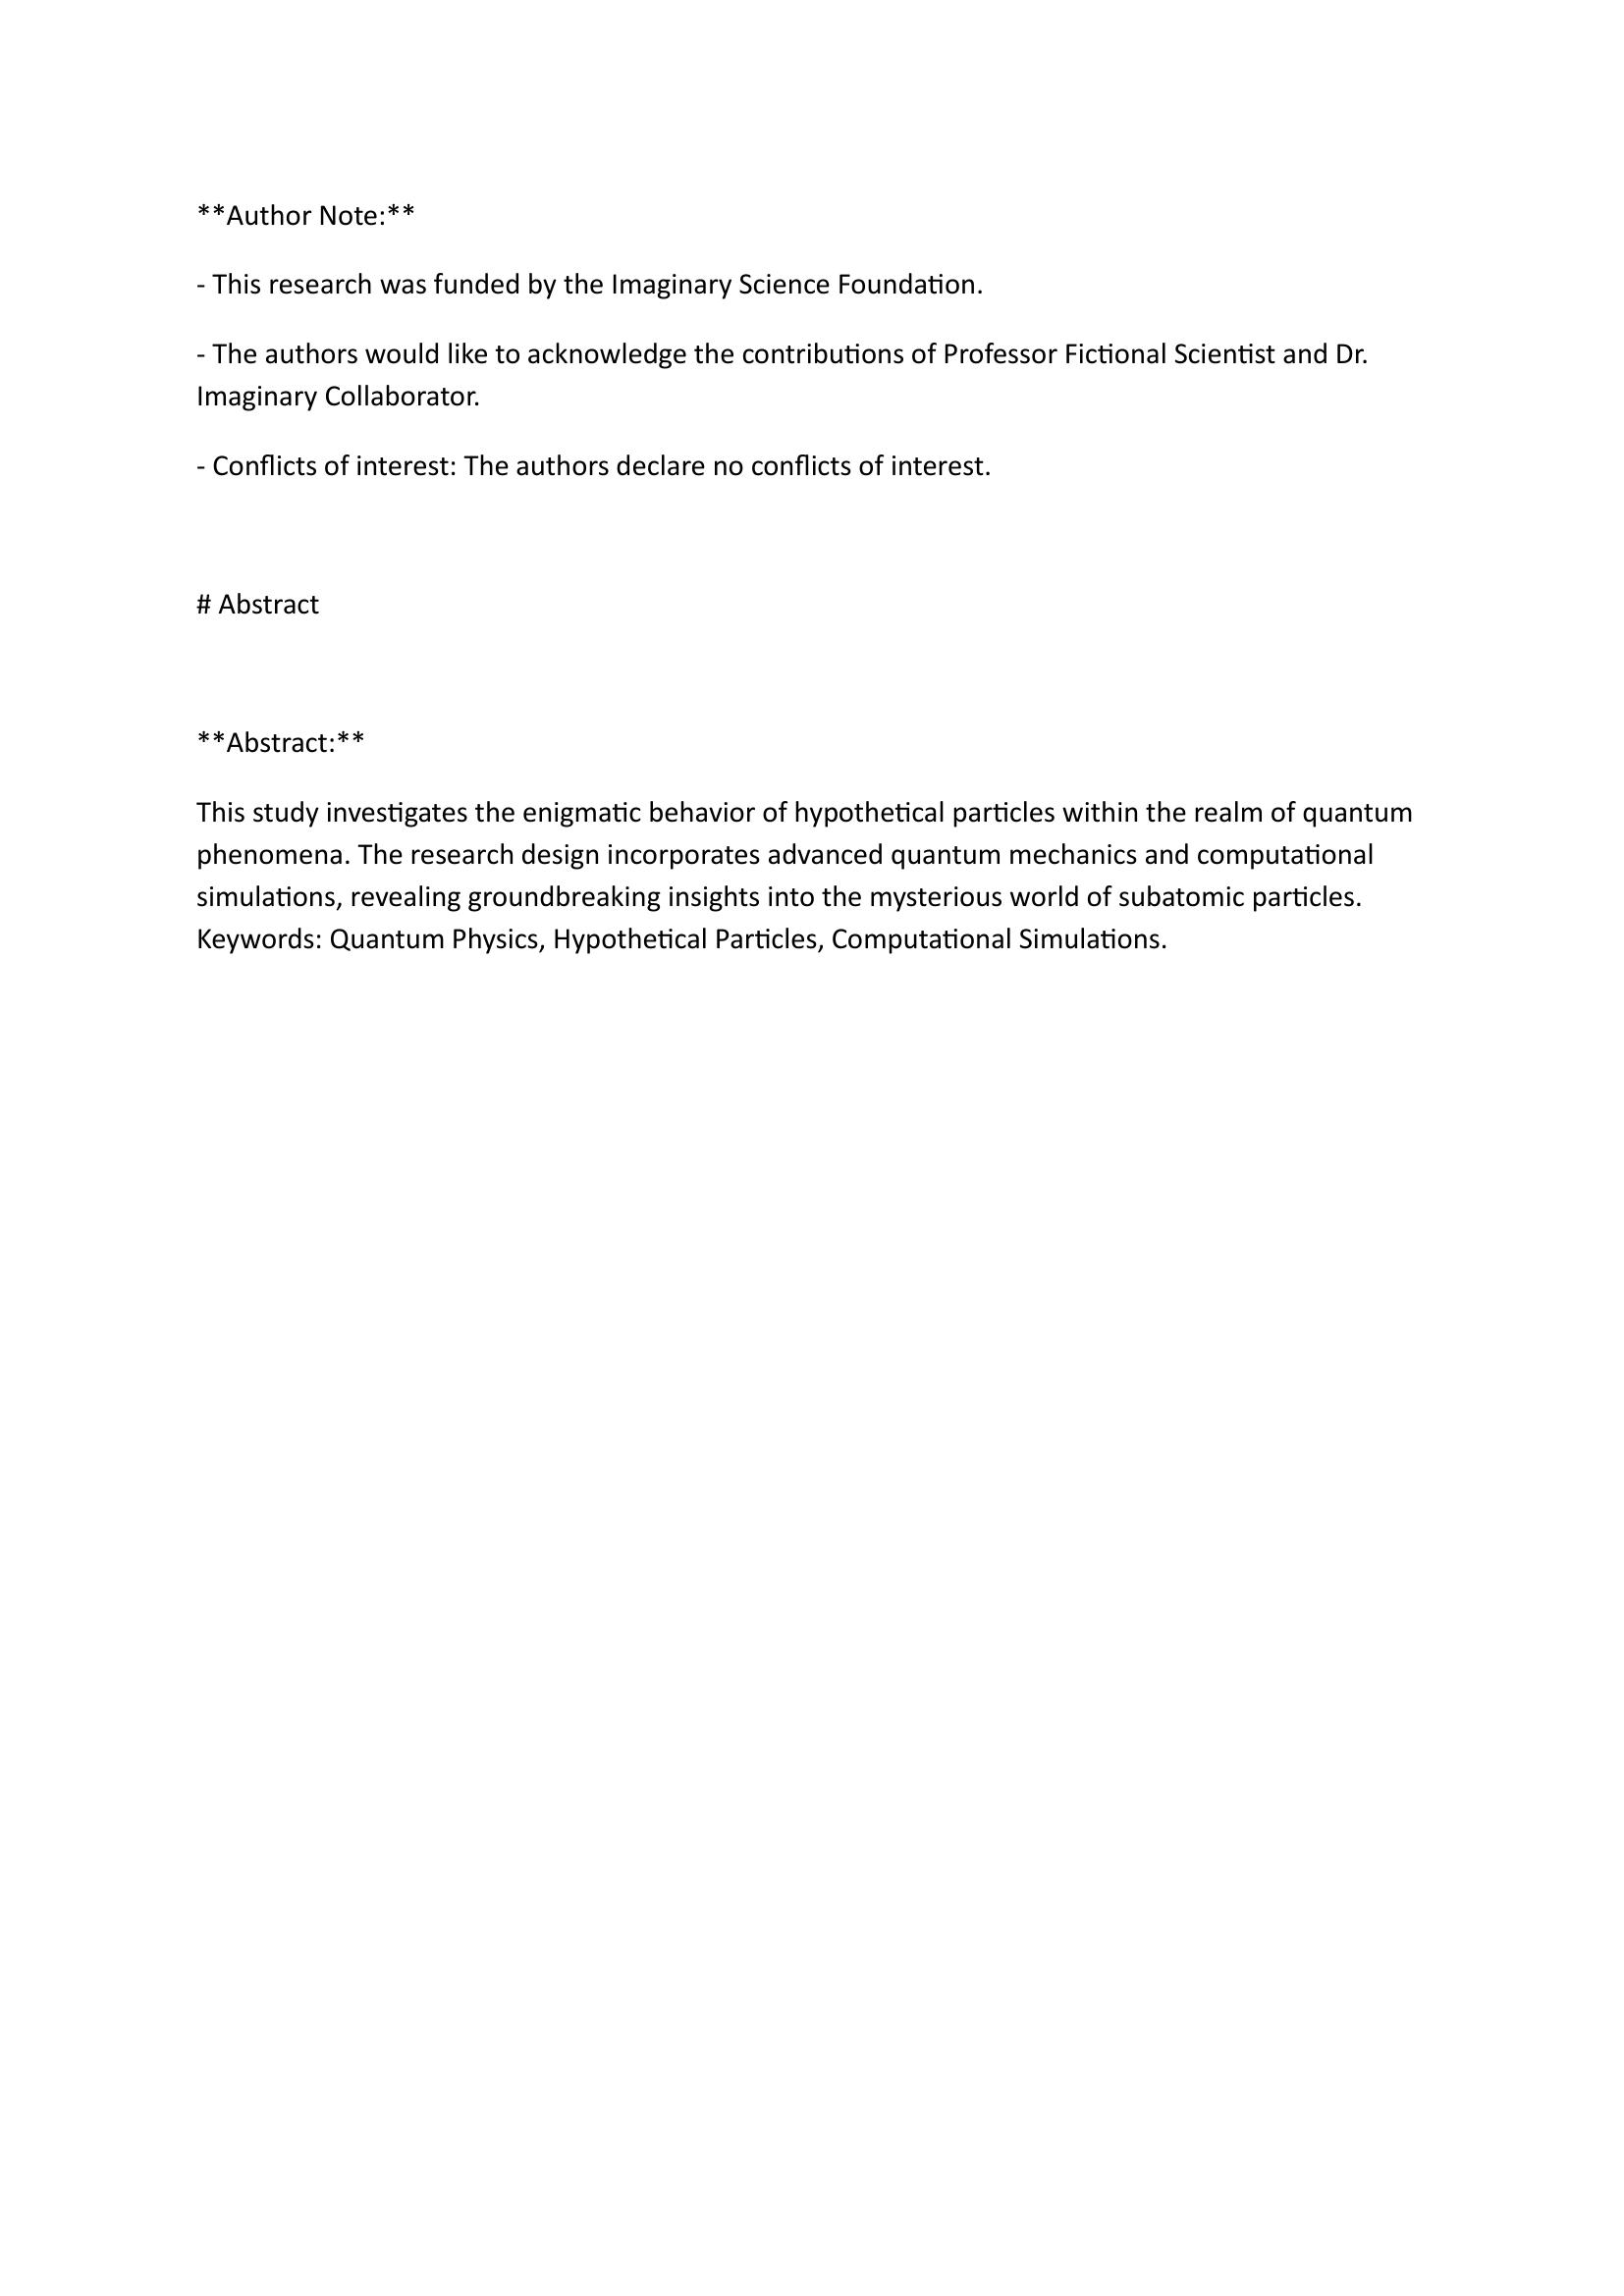 **Author Note:**
- This research was funded by the Imaginary Science Foundation.
- The authors would like to acknowledge the contributions of Professor Fictional Scientist and Dr.
Imaginary Collaborator.
- Conflicts of interest: The authors declare no conflicts of interest.
# Abstract
**Abstract:**
This study investigates the enigmatic behavior of hypothetical particles within the realm of quantum
phenomena. The research design incorporates advanced quantum mechanics and computational
simulations, revealing groundbreaking insights into the mysterious world of subatomic particles.
Keywords: Quantum Physics, Hypothetical Particles, Computational Simulations.